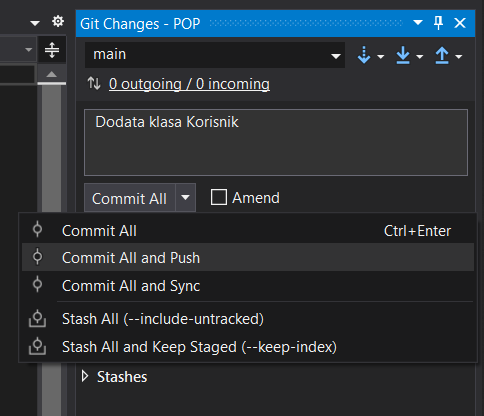 Git Changes - POP
main
0 outgoing / 0 incoming
Dodata klasa Korisnik
Commit All
Amend
Commit All Ctrl+Enter
Commit All and Push
Commit All and Sync
Stash All (--include-untracked)
Stash All and Keep Staged (--keep-index)
Stashes